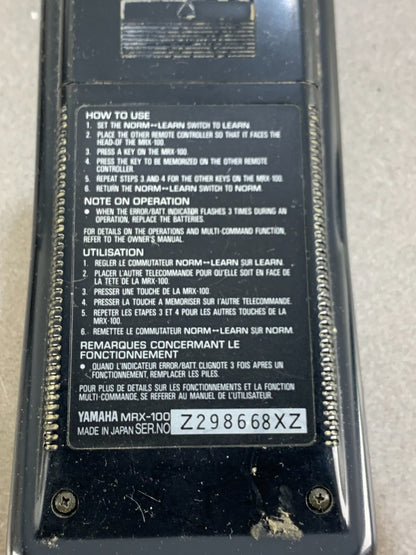 HOW TO USE
1. SET THE NORM↔LEARN SWITCH TO LEARN.
2. PLACE THE OTHER REMOTE CONTROLLER SO THAT IT FACES THE
HEAD OF THE MRX-100.
3. PRESS A KEY ON THE MRX-100.
4. PRESS THE KEY TO BE MEMORIZED ON THE OTHER REMOTE
CONTROLLER.
5. REPEAT STEPS 3 AND 4 FOR THE OTHER KEYS ON THE MRX-100.
6. RETURN THE NORM↔LEARN SWITCH TO NORM.
NOTE ON OPERATION
● WHEN THE ERROR/BATT. INDICATOR FLASHES 3 TIMES DURING AN
OPERATION, REPLACE THE BATTERIES.
FOR DETAILS ON THE OPERATIONS AND MULTI-COMMAND FUNCTION,
REFER TO THE OWNER'S MANUAL.
UTILISATION
1. REGLER LE COMMUTATEUR NORM↔LEARN SUR LEARN.
2. PLACER L'AUTRE TELECOMMANDE POUR QU'ELLE SOIT EN FACE DE
LA TETE DE LA MRX-100.
3. PRESSER UNE TOUCHE DE LA MRX-100.
4. PRESSER LA TOUCHE A MEMORISER SUR L'AUTRE TELECOMMANDE.
5. REPETER LES ETAPES 3 ET 4 POUR LES AUTRES TOUCHES DE LA
MRX-100.
6. REMETTEE LE COMMUTATEUR NORM↔LEARN SUR NORM.
REMARQUES CONCERMANT LE
FONCTIONNEMENT
● QUAND L'INDICATEUR ERROR/BATT CLIGNOTE 3 FOIS APRES UN
FONCTIONNEMENT, REMPLACER LES PILES.
POUR PLUS DE DETAILS SUR LES FONCTIONNEMENTS ET LA FONCTION
MULTI-COMMANDE, SE REFERER AU MANUEL DE L'UTILISATEUR.
YAMAHA MRX-100
MADE IN JAPAN SER.NO Z298668XZ